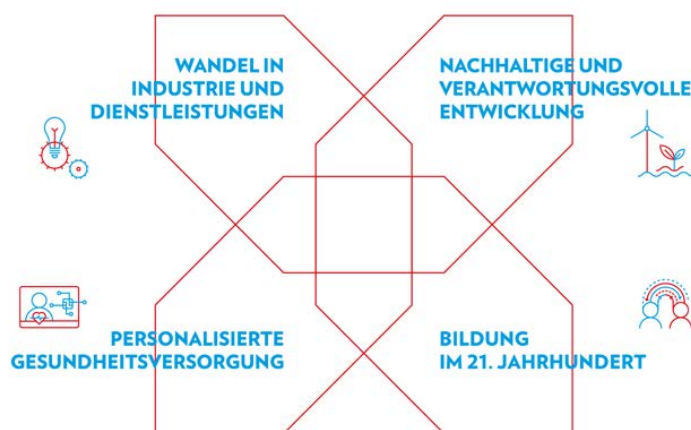 WANDEL IN
INDUSTRIE UND
DIENSTLEISTUNGEN
NACHHALTIGE UND
VERANTWORTUNGSVOLLE
ENTWICKLUNG
PERSONALISIERTE
GESUNDHEITSVERSORGUNG
BILDUNG
IM 21. JAHRHUNDERT